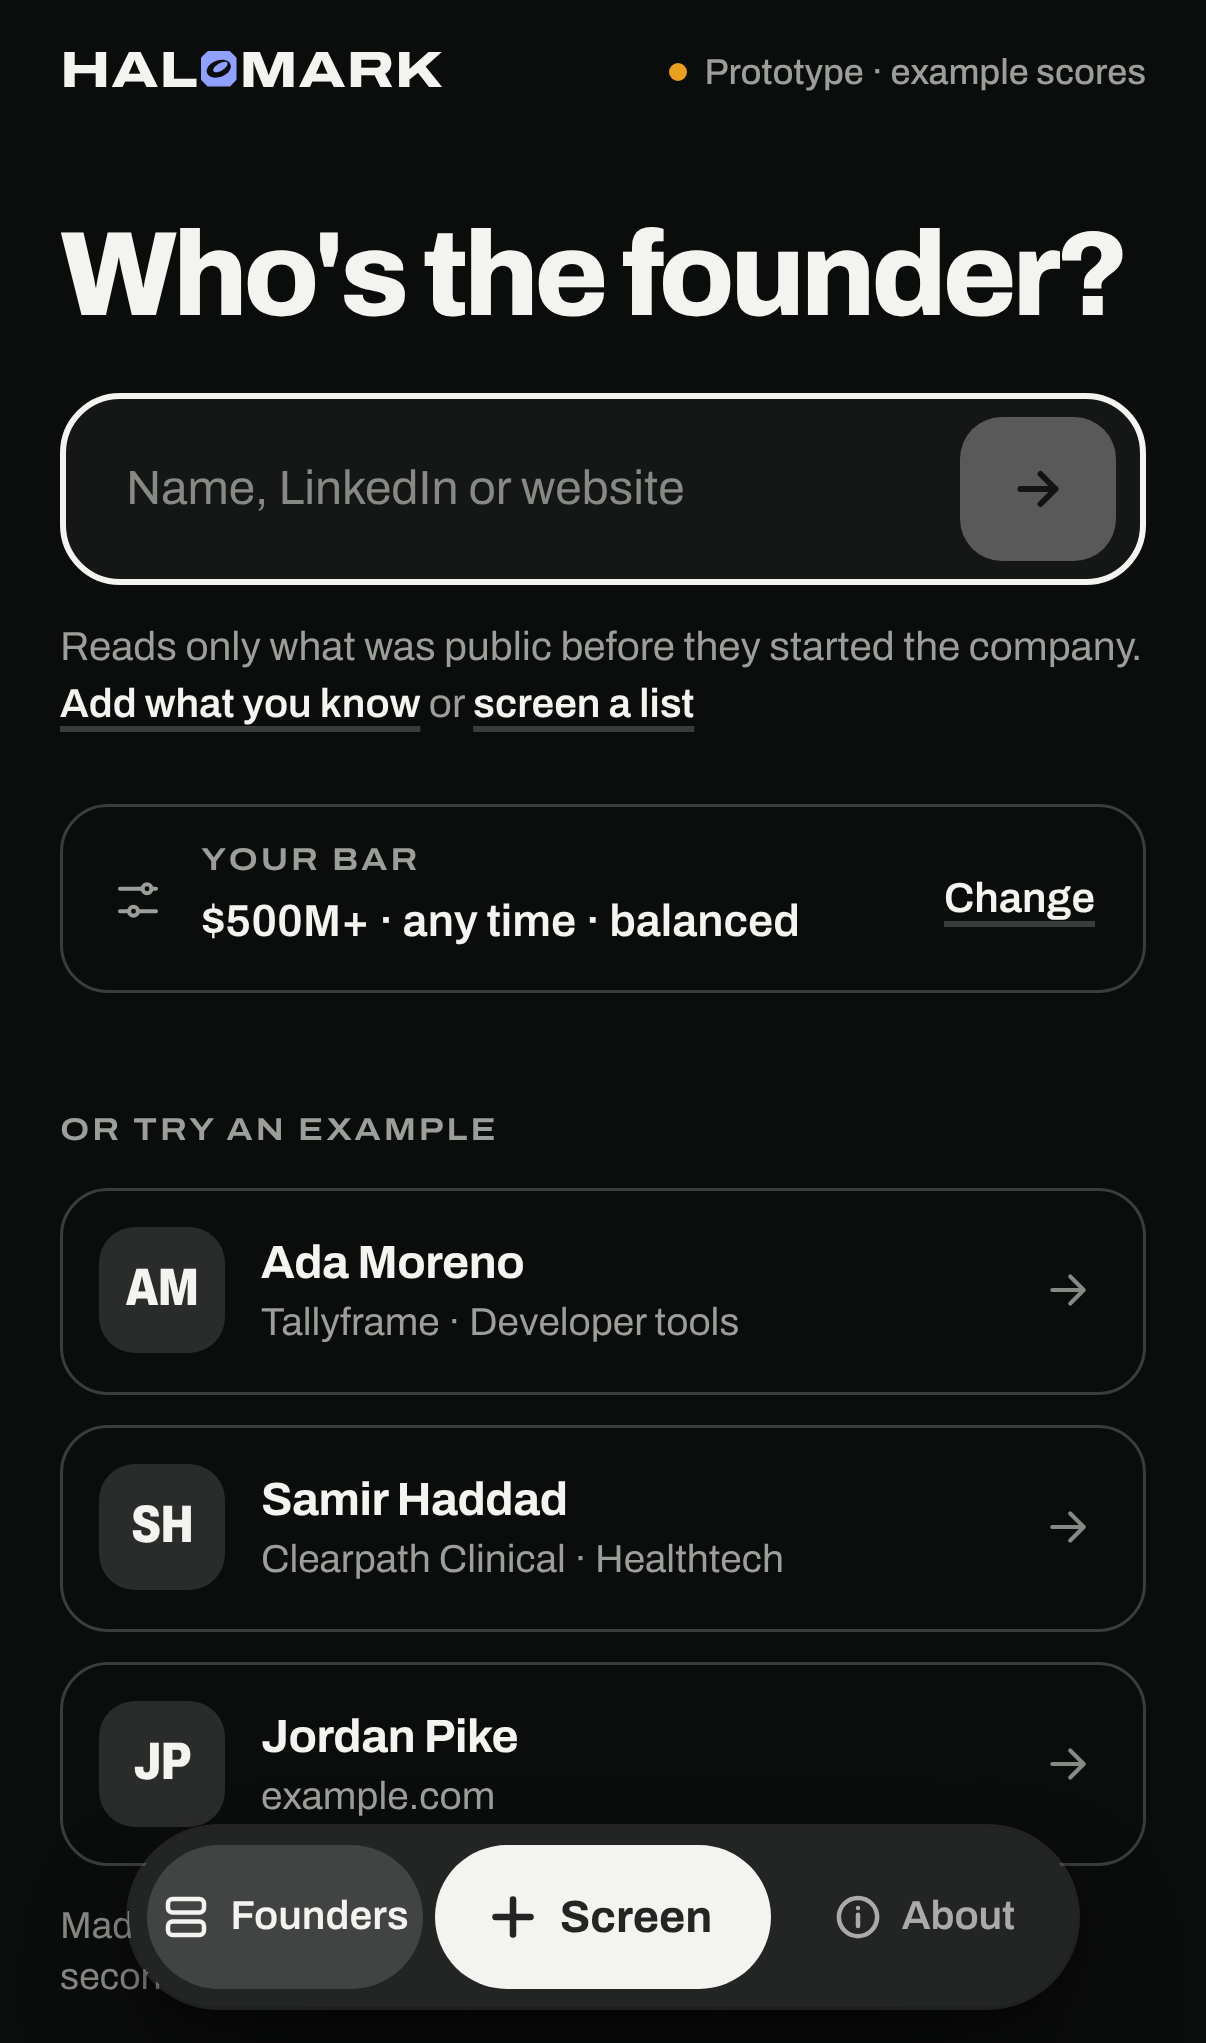 HALOMARK
Prototype · example scores
Who's the founder?
Name, LinkedIn or website
Reads only what was public before they started the company.
Add what you know or screen a list
YOUR BAR
$500M+ · any time · balanced
Change
OR TRY AN EXAMPLE
AM
Ada Moreno
Tallyframe · Developer tools
SH
Samir Haddad
Clearpath Clinical · Healthtech
JP
Jordan Pike
example.com
Founders
Screen
About